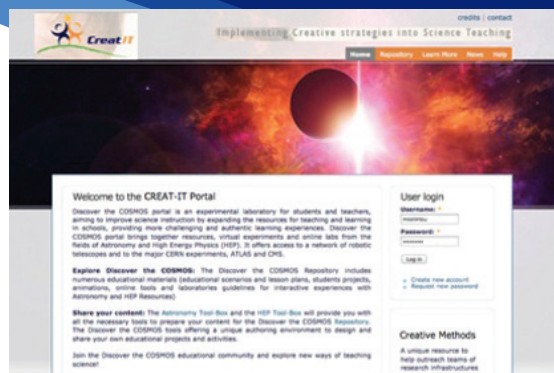 credits | contact
Creat IT
Implementing Creative strategies into Science Teaching
Home Repository Learn More News Help
Welcome to the CREAT-IT Portal
Discover the COSMOS portal is an experimental laboratory for students and teachers,
aiming to improve science instruction by expanding the resources for teaching and learning
in schools, providing more challenging and authentic learning experiences. Discover the
COSMOS portal brings together resources, virtual experiments and online labs from the
fields of Astronomy and High Energy Physics (HEP). It offers access to a network of robotic
telescopes and to the major CERN experiments, ATLAS and CMS.
Explore Discover the COSMOS: The Discover the COSMOS Repository includes
numerous educational materials (educational scenarios and lesson plans, students projects,
animations, online tools and laboratories guidelines for interactive experiences with
Astronomy and HEP Resources)
Share your content: The Astronomy Tool-Box and the HEP Tool-Box will provide you with
all the necessary tools to prepare your content for the Discover the COSMOS Repository.
The Discover the COSMOS tools offering a unique authoring environment to design and
share your own educational projects and activities.
Join the Discover the COSMOS educational community and explore new ways of teaching
science!
User login
Username: *
Password: *
•••••••
Log in
Create new account
Request new password
Creative Methods
A unique resource to
help outreach teams of
research infrastructures